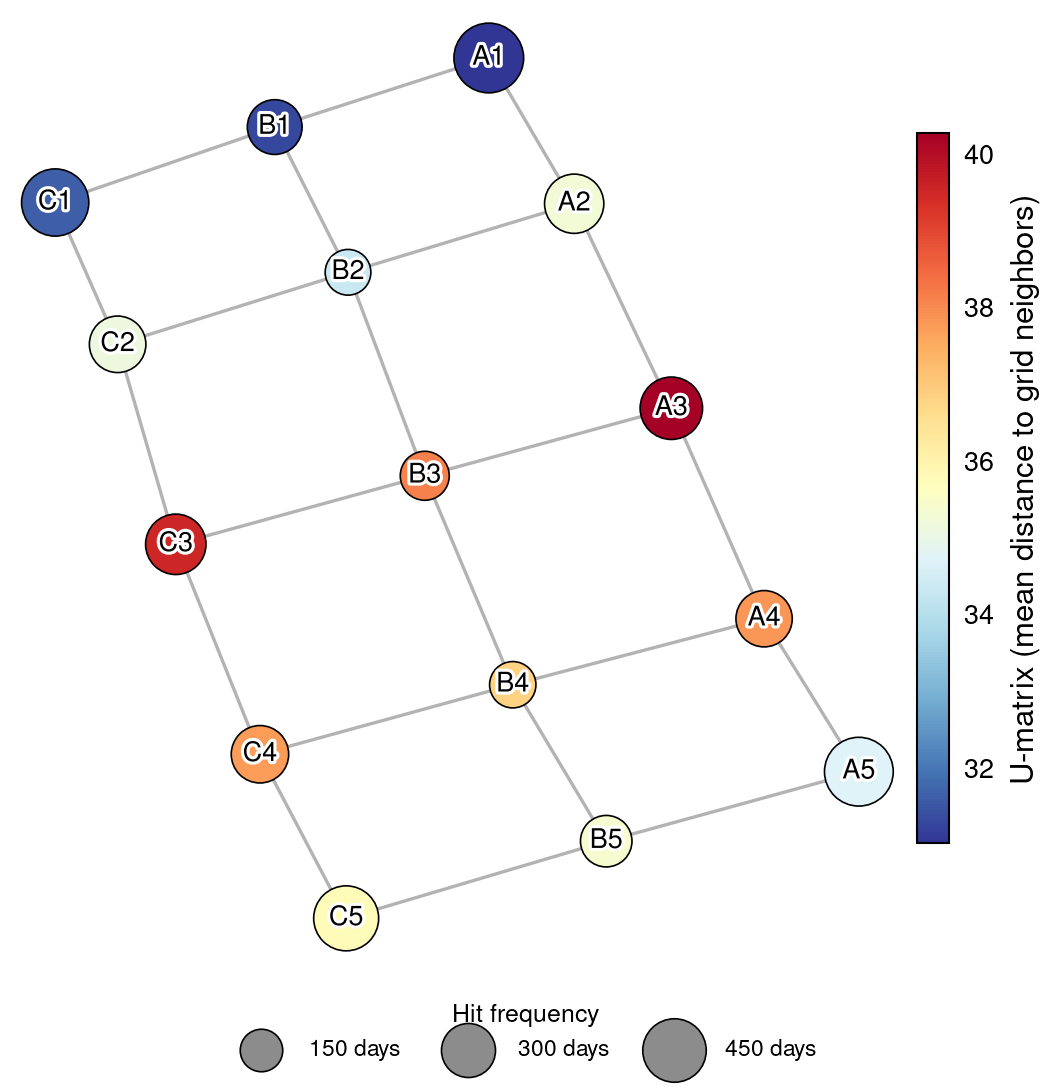 A1
B1
C1
A2
B2
C2
A3
B3
C3
A4
B4
C4
A5
B5
C5
40
38
36
34
32
U-matrix (mean distance to grid neighbors)
Hit frequency
150 days 300 days 450 days